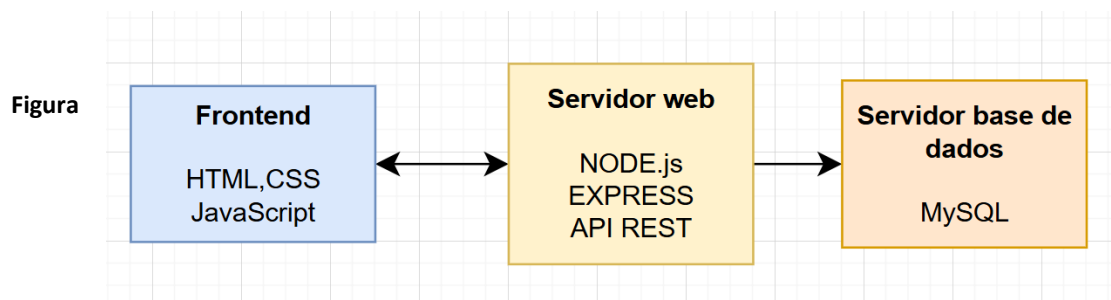 Figura
Frontend
HTML,CSS
JavaScript
Servidor web
NODE.js
EXPRESS
API REST
Servidor base de
dados
MySQL